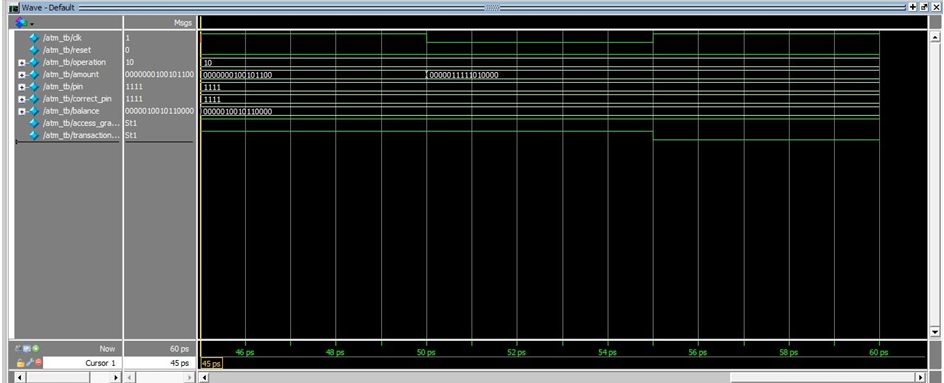 Wave - Default
Msgs
/atm_tb/clk 1
/atm_tb/reset 0
/atm_tb/operation 10 10
/atm_tb/amount 0000000100101100 0000000100101100 0000011111010000
/atm_tb/pin 1111 1111
/atm_tb/correct_pin 1111 1111
/atm_tb/balance 0000010010110000 0000010010110000
/atm_tb/access_gra... St1
/atm_tb/transaction... St1
Now 60 ps 46 ps 48 ps 50 ps 52 ps 54 ps 56 ps 58 ps 60 ps
Cursor 1 45 ps 45 ps